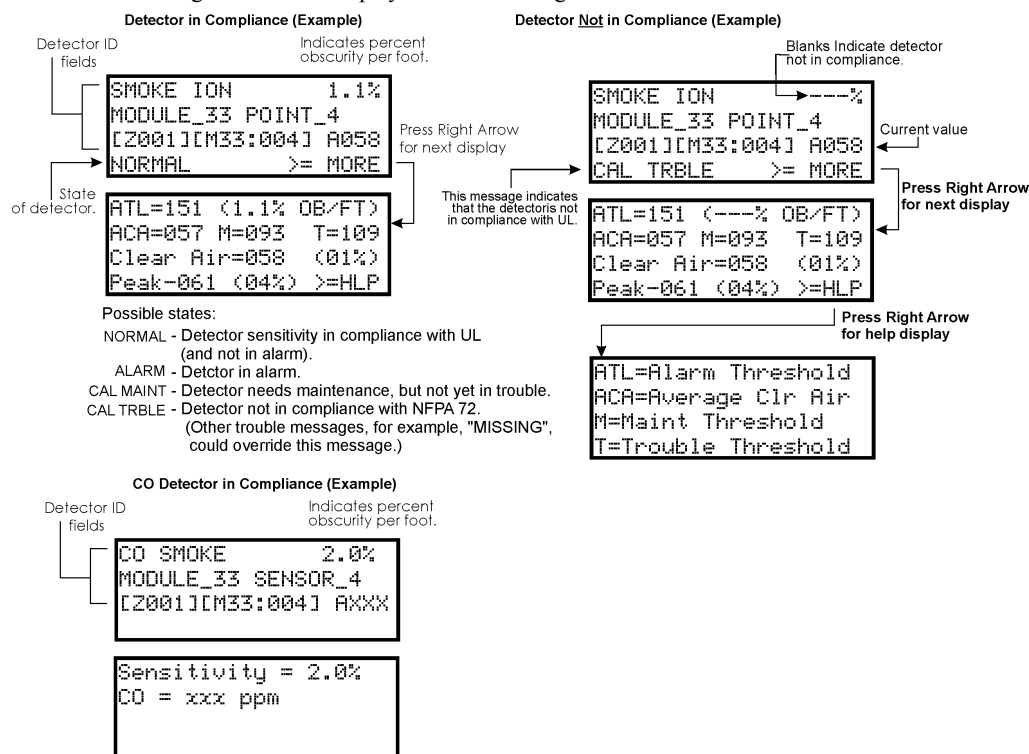 Detector in Compliance (Example)
Detector ID
fields
Indicates percent
obscurity per foot.
SMOKE ION 1.1%
MODULE_33 POINT_4
[Z001][M33:004] A058
NORMAL >= MORE
State
of detector.
Press Right Arrow
for next display
ATL=151 (1.1% OB/FT)
ACA=057 M=093 T=109
Clear Air=058 (01%)
Peak-061 (04%) >=HLP
Possible states:
NORMAL - Detector sensitivity in compliance with UL
(and not in alarm).
ALARM - Detctor in alarm.
CAL MAINT - Detector needs maintenance, but not yet in trouble.
CAL TRBLE - Detector not in compliance with NFPA 72.
(Other trouble messages, for example, "MISSING",
could override this message.)
Detector Not in Compliance (Example)
Blanks Indicate detector
not in compliance.
SMOKE ION ---%
MODULE_33 POINT_4
[Z001][M33:004] A058
CAL TRBLE >= MORE
Current value
This message indicates
that the detectoris not
in compliance with UL.
Press Right Arrow
for next display
ATL=151 (---% OB/FT)
ACA=057 M=093 T=109
Clear Air=058 (01%)
Peak-061 (04%) >=HLP
Press Right Arrow
for help display
ATL=Alarm Threshold
ACA=Average Clr Air
M=Maint Threshold
T=Trouble Threshold
CO Detector in Compliance (Example)
Detector ID
fields
Indicates percent
obscurity per foot.
CO SMOKE 2.0%
MODULE_33 SENSOR_4
[Z001][M33:004] AXXX
Sensitivity = 2.0%
CO = xxx ppm